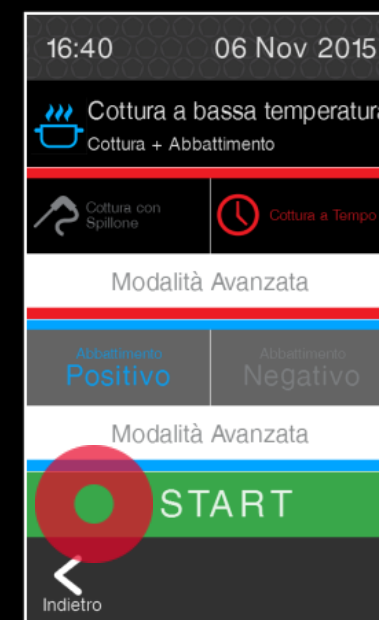 16:40 06 Nov 2015
Cottura a bassa temperatura
Cottura + Abbattimento
Cottura con
Spillone
Cottura a Tempo
Modalità Avanzata
Abbattimento
Positivo
Abbattimento
Negativo
Modalità Avanzata
START
Indietro